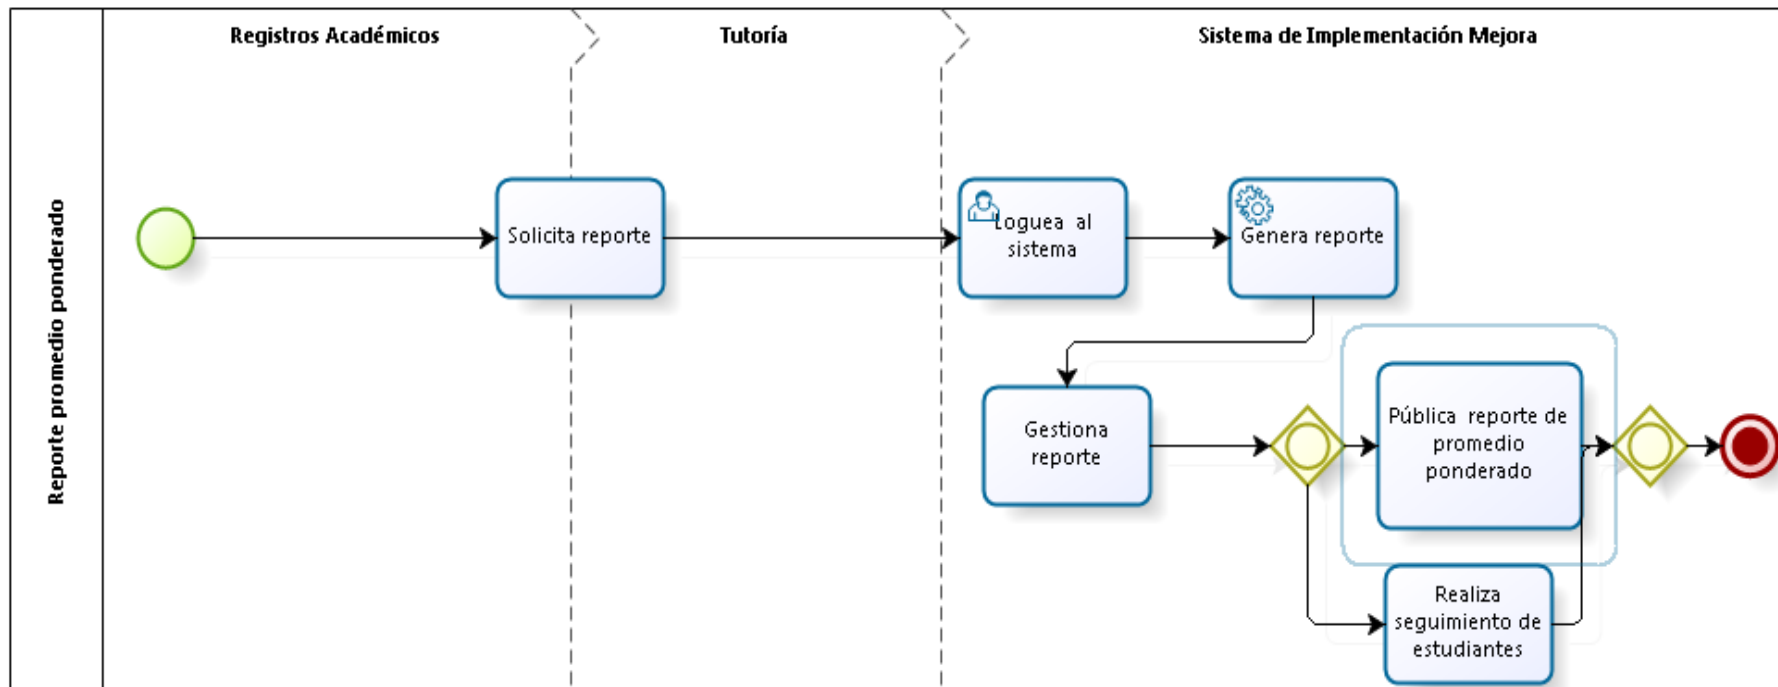 Registros Académicos
Tutoría
Sistema de Implementación Mejora
Reporte promedio ponderado
Solicita reporte
Loguea al
sistema
Genera reporte
Gestiona
reporte
Pública reporte de
promedio
ponderado
Realiza
seguimiento de
estudiantes